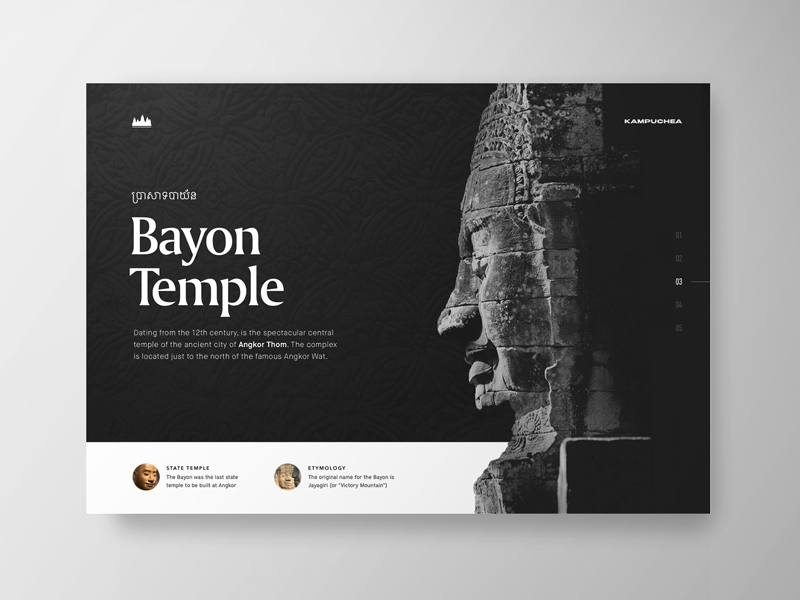 KAMPUCHEA
ប្រាសាទបាយ័ន
Bayon
Temple
Dating from the 12th century, is the spectacular central
temple of the ancient city of Angkor Thom. The complex
is located just to the north of the famous Angkor Wat.
01
02
03
04
05
STATE TEMPLE
The Bayon was the last state
temple to be built at Angkor
ETYMOLOGY
The original name for the Bayon is
Jayagiri (or "Victory Mountain")